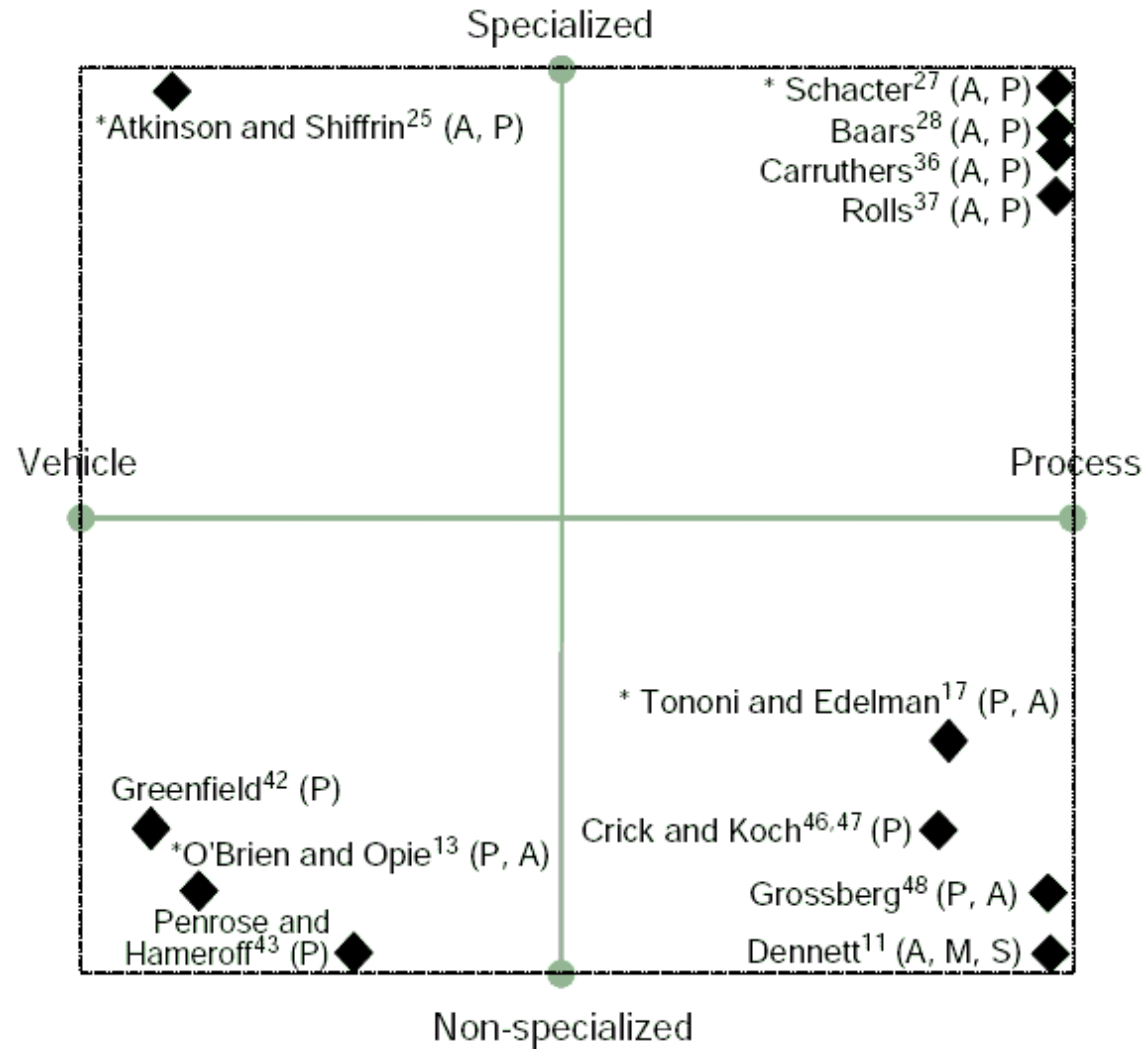 Specialized
* Schacter27 (A, P)
*Atkinson and Shiffrin25 (A, P)
Baars28 (A, P)
Carruthers36 (A, P)
Rolls37 (A, P)
Vehicle
Process
* Tononi and Edelman17 (P, A)
Greenfield42 (P)
Crick and Koch46,47 (P)
*O'Brien and Opie13 (P, A)
Grossberg48 (P, A)
Penrose and
Hameroff43 (P)
Dennett11 (A, M, S)
Non-specialized